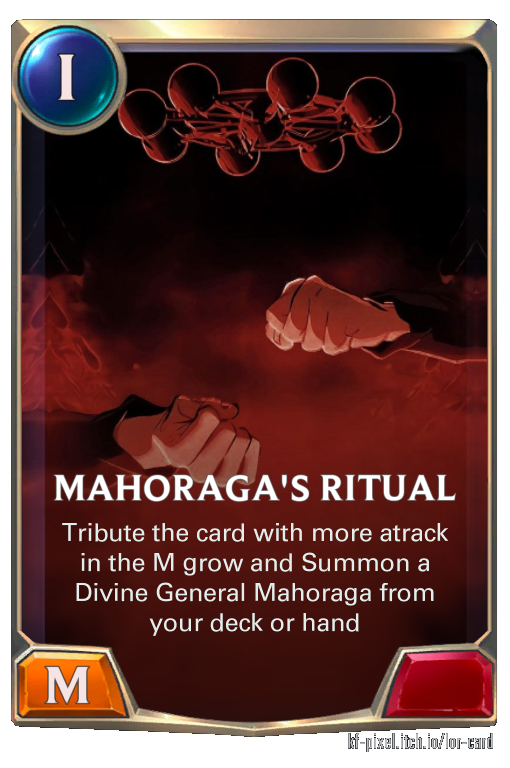 I
MAHORAGA'S RITUAL
Tribute the card with more atrack
in the M grow and Summon a
Divine General Mahoraga from
your deck or hand
M
kf-pixel.itch.io/lor-card